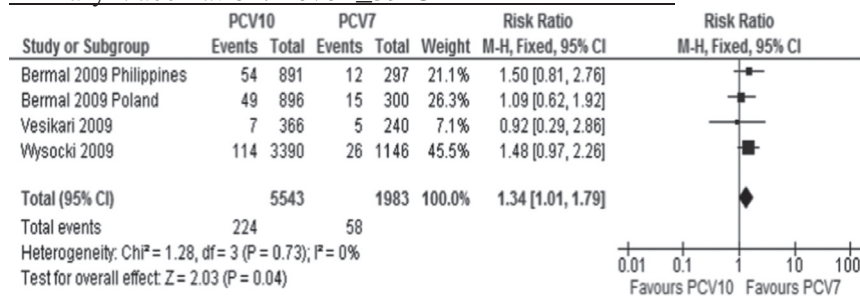 PCV10 PCV7 Risk Ratio Risk Ratio
Study or Subgroup Events Total Events Total Weight M-H, Fixed, 95% CI M-H, Fixed, 95% CI
Bermal 2009 Philippines 54 891 12 297 21.1% 1.50 [0.81, 2.76]
Bermal 2009 Poland 49 896 15 300 26.3% 1.09 [0.62, 1.92]
Vesikari 2009 7 366 5 240 7.1% 0.92 [0.29, 2.86]
Wysocki 2009 114 3390 26 1146 45.5% 1.48 [0.97, 2.26]
Total (95% CI) 5543 1983 100.0% 1.34 [1.01, 1.79]
Total events 224 58
Heterogeneity: Chi² = 1.28, df = 3 (P = 0.73); I² = 0%
Test for overall effect: Z = 2.03 (P = 0.04)
0.01 0.1 1 10 100
Favours PCV10 Favours PCV7